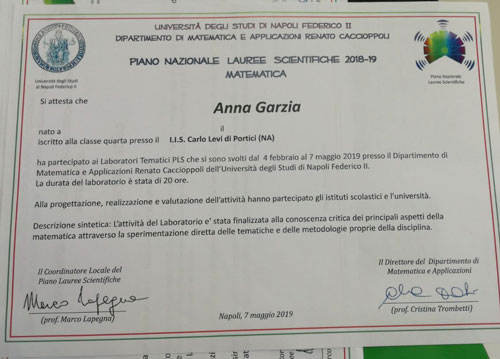 UNIVERSITÀ DEGLI STUDI DI NAPOLI FEDERICO II
DIPARTIMENTO DI MATEMATICA E APPLICAZIONI RENATO CACCIOPPOLI
PIANO NAZIONALE LAUREE SCIENTIFICHE 2018-19
MATEMATICA
Università degli Studi
di Napoli Federico II
Piano Nazionale
Lauree Scientifiche
Si attesta che
Anna Garzia
nato a il
iscritto alla classe quarta presso il I.I.S. Carlo Levi di Portici (NA)
ha partecipato ai Laboratori Tematici PLS che si sono svolti dal 4 febbraio al 7 maggio 2019 presso il Dipartimento di
Matematica e Applicazioni Renato Caccioppoli dell'Università degli Studi di Napoli Federico II.
La durata del laboratorio è stata di 20 ore.
Alla progettazione, realizzazione e valutazione dell'attività hanno partecipato gli istituti scolastici e l'università.
Descrizione sintetica: L'attività del Laboratorio e' stata finalizzata alla conoscenza critica dei principali aspetti della
matematica attraverso la sperimentazione diretta delle tematiche e delle metodologie proprie della disciplina.
Il Coordinatore Locale del
Piano Lauree Scientifiche
Marco Lapegna
(prof. Marco Lapegna)
Napoli, 7 maggio 2019
Il Direttore del Dipartimento di
Matematica e Applicazioni
(prof. Cristina Trombetti)